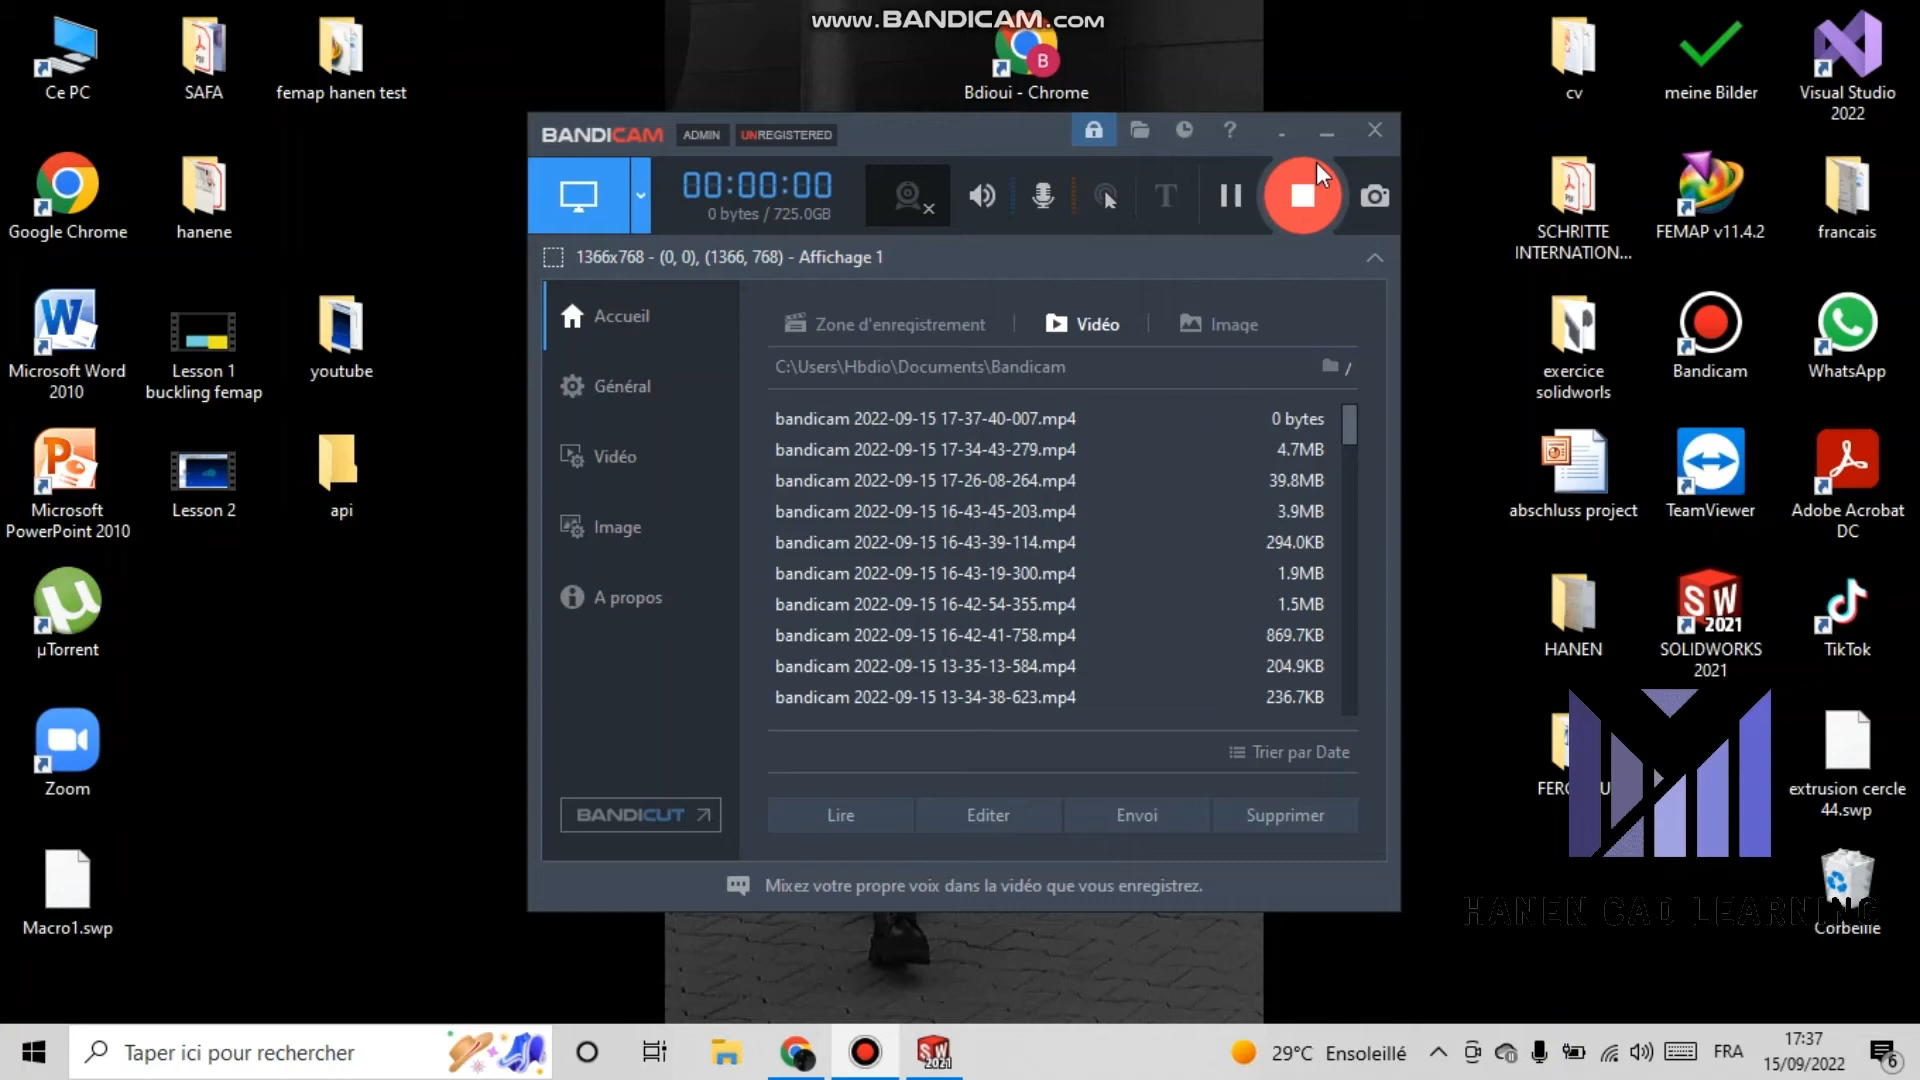 www.BANDICAM.com
Ce PC
SAFA
femap hanen test
Bdioui - Chrome
cv
meine Bilder
Visual Studio
2022
Google Chrome
hanene
SCHRITTE
INTERNATION...
FEMAP v11.4.2
francais
Microsoft Word
2010
Lesson 1
buckling femap
youtube
exercice
solidworls
Bandicam
WhatsApp
Microsoft
PowerPoint 2010
Lesson 2
api
abschluss project
TeamViewer
Adobe Acrobat
DC
µTorrent
HANEN
SW
2021
SOLIDWORKS
2021
TikTok
Zoom
extrusion cercle
44.swp
Macro1.swp
Corbeille
HANEN CAD LEARNING
BANDICAM
ADMIN
UNREGISTERED
00:00:00
0 bytes / 725.0GB
1366x768 - (0, 0), (1366, 768) - Affichage 1
Accueil
Général
Vidéo
Image
A propos
BANDICUT
Zone d'enregistrement
Vidéo
Image
C:\Users\Hbdio\Documents\Bandicam
bandicam 2022-09-15 17-37-40-007.mp4 0 bytes
bandicam 2022-09-15 17-34-43-279.mp4 4.7MB
bandicam 2022-09-15 17-26-08-264.mp4 39.8MB
bandicam 2022-09-15 16-43-45-203.mp4 3.9MB
bandicam 2022-09-15 16-43-39-114.mp4 294.0KB
bandicam 2022-09-15 16-43-19-300.mp4 1.9MB
bandicam 2022-09-15 16-42-54-355.mp4 1.5MB
bandicam 2022-09-15 16-42-41-758.mp4 869.7KB
bandicam 2022-09-15 13-35-13-584.mp4 204.9KB
bandicam 2022-09-15 13-34-38-623.mp4 236.7KB
Trier par Date
Lire
Editer
Envoi
Supprimer
Mixez votre propre voix dans la vidéo que vous enregistrez.
Taper ici pour rechercher
29°C Ensoleillé
FRA
17:37
15/09/2022
6